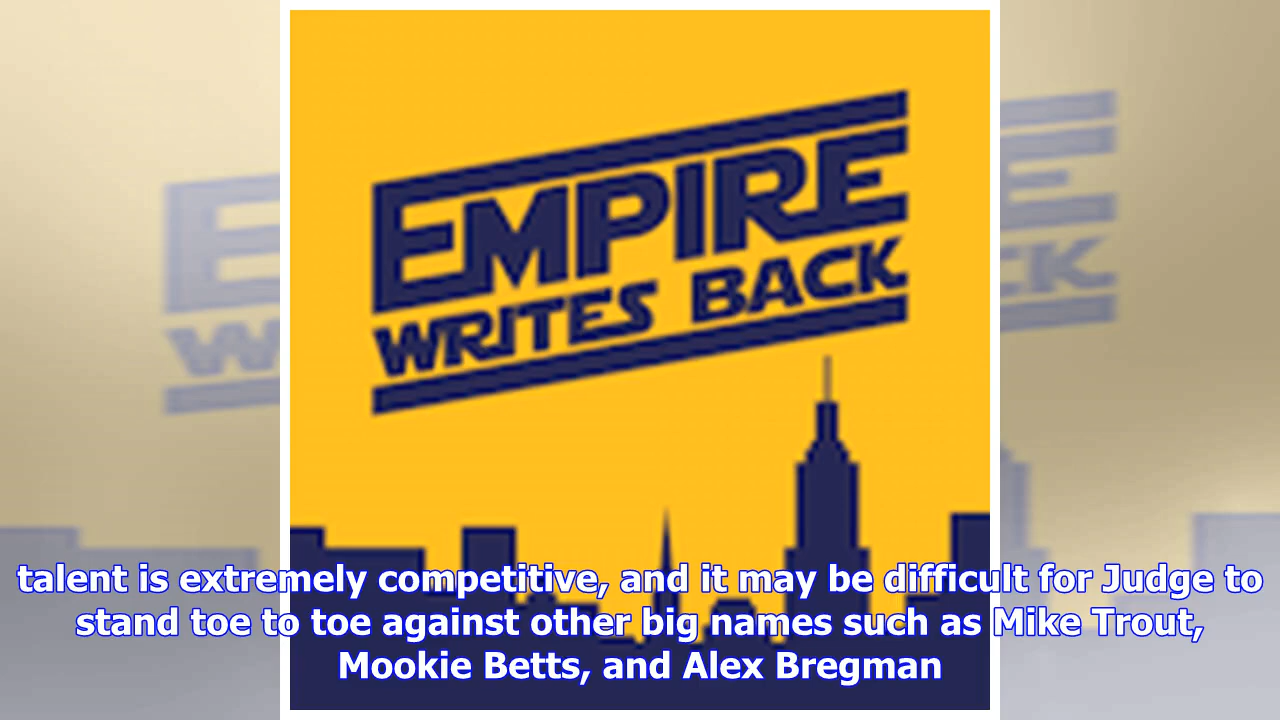 EMPIRE
WRITES BACK
talent is extremely competitive, and it may be difficult for Judge to
stand toe to toe against other big names such as Mike Trout,
Mookie Betts, and Alex Bregman